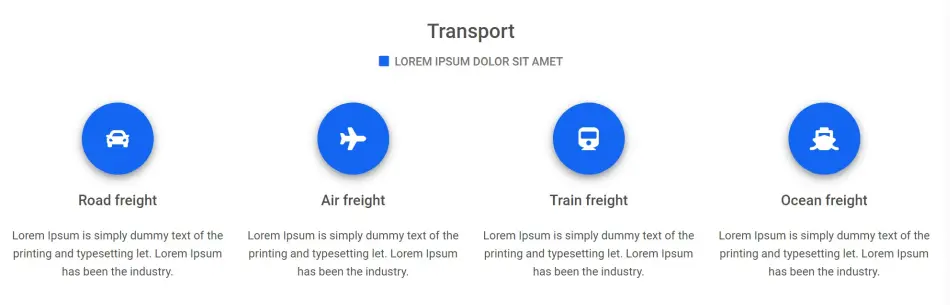 Transport
LOREM IPSUM DOLOR SIT AMET
Road freight
Lorem Ipsum is simply dummy text of the
printing and typesetting let. Lorem Ipsum
has been the industry.
Air freight
Lorem Ipsum is simply dummy text of the
printing and typesetting let. Lorem Ipsum
has been the industry.
Train freight
Lorem Ipsum is simply dummy text of the
printing and typesetting let. Lorem Ipsum
has been the industry.
Ocean freight
Lorem Ipsum is simply dummy text of the
printing and typesetting let. Lorem Ipsum
has been the industry.